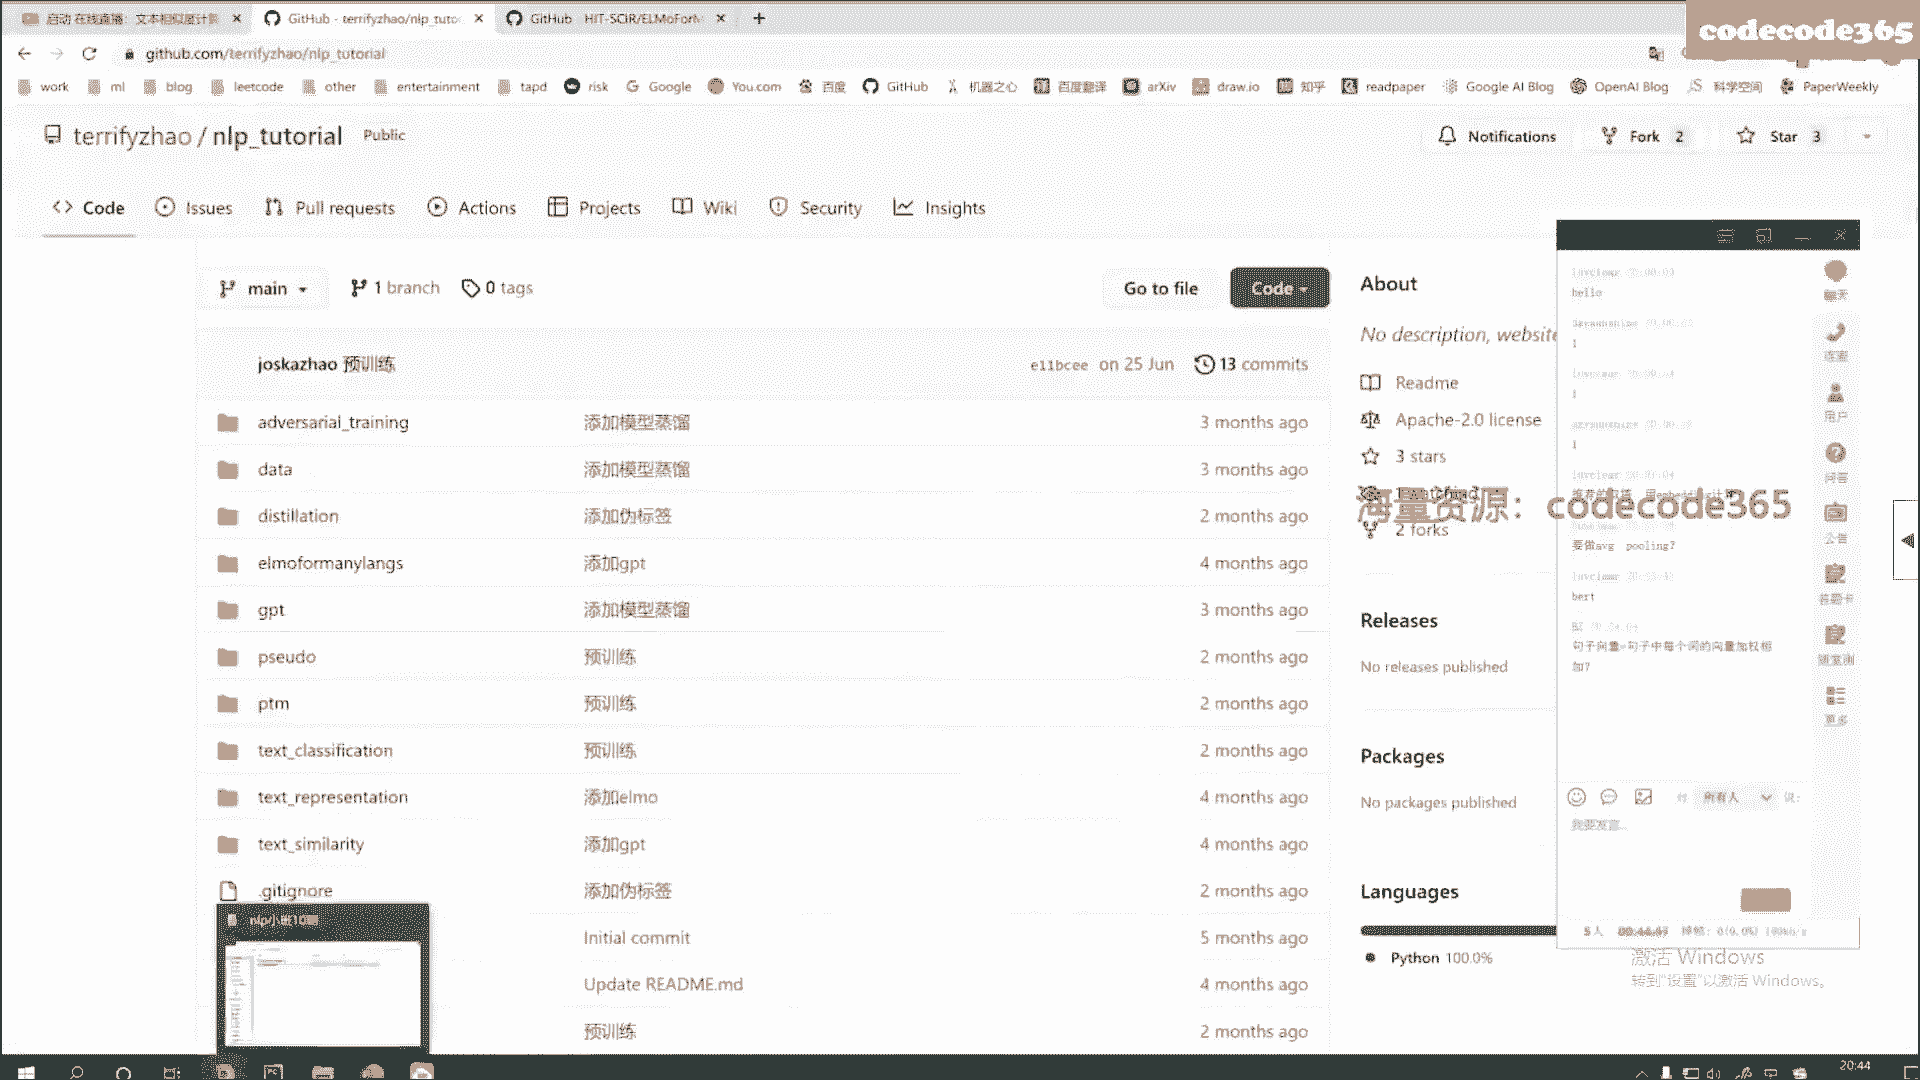 启动 在线直播: 文本相似度计算
GitHub - terrifyzhao/nlp_tuto
GitHub HIT-SCIR/ELMoForM
codecode365
github.com/terrifyzhao/nlp_tutorial
work ml blog leetcode other entertainment tapd risk Google You.com 百度 GitHub 机器之心 百度翻译 arXiv draw.io 知乎 readpaper Google AI Blog OpenAI Blog 科学空间 PaperWeekly
terrifyzhao / nlp_tutorial Public
Notifications Fork 2 Star 3
Code Issues Pull requests Actions Projects Wiki Security Insights
main 1 branch 0 tags Go to file Code
joskazhao 预训练 e11bcee on 25 Jun 13 commits
adversarial_training 添加模型蒸馏 3 months ago
data 添加模型蒸馏 3 months ago
distillation 添加伪标签 2 months ago
elmoformanylangs 添加gpt 4 months ago
gpt 添加模型蒸馏 3 months ago
pseudo 预训练 2 months ago
ptm 预训练 2 months ago
text_classification 预训练 2 months ago
text_representation 添加elmo 4 months ago
text_similarity 添加gpt 4 months ago
.gitignore 添加伪标签 2 months ago
Initial commit 5 months ago
Update README.md 4 months ago
预训练 2 months ago
About
No description, website
Readme
Apache-2.0 license
3 stars
2 forks
Releases
No releases published
Packages
No packages published
Languages
Python 100.0%
海量资源：codecode365
hello
1
1
1
要做avg pooling?
bert
句子向量=句子中每个词的向量加权相
加?
聊天
用户
问答
公告
答题卡
随堂测
更多
所有人
我要发言...
5人
激活 Windows
转到"设置"以激活 Windows。
20:44